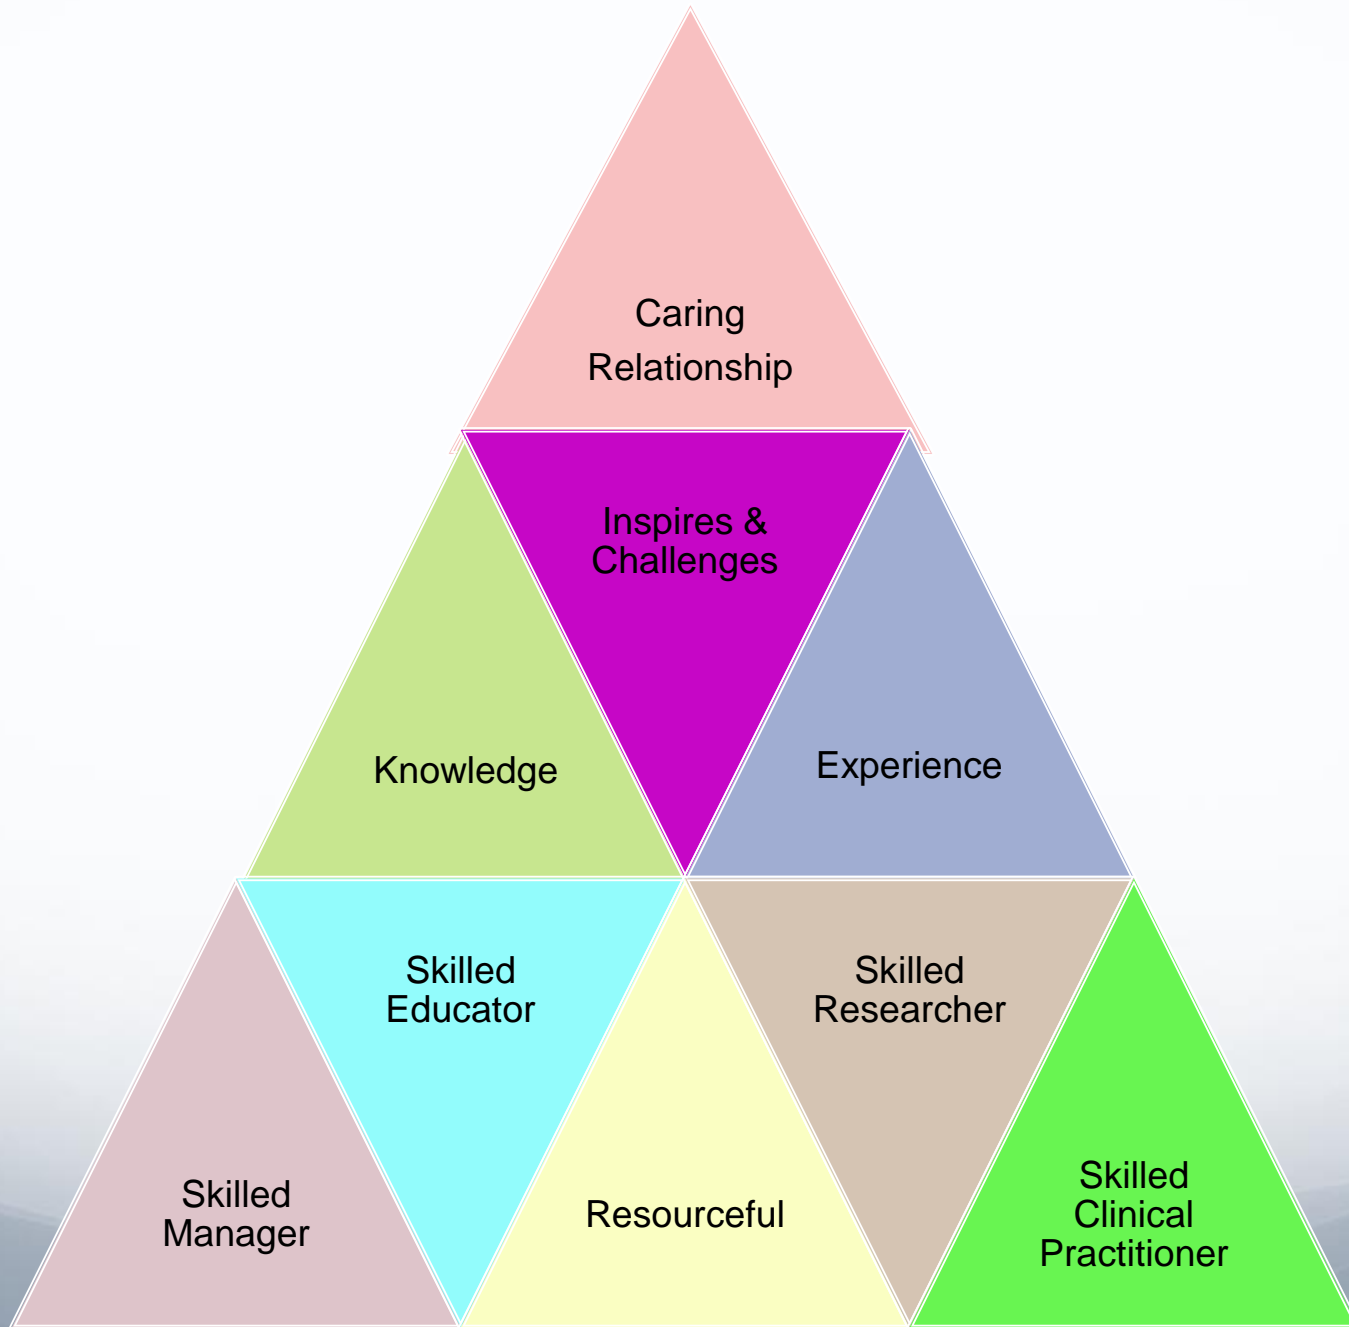 Caring
Relationship
Inspires &
Challenges
Knowledge
Experience
Skilled
Educator
Skilled
Researcher
Skilled
Manager
Resourceful
Skilled
Clinical
Practitioner